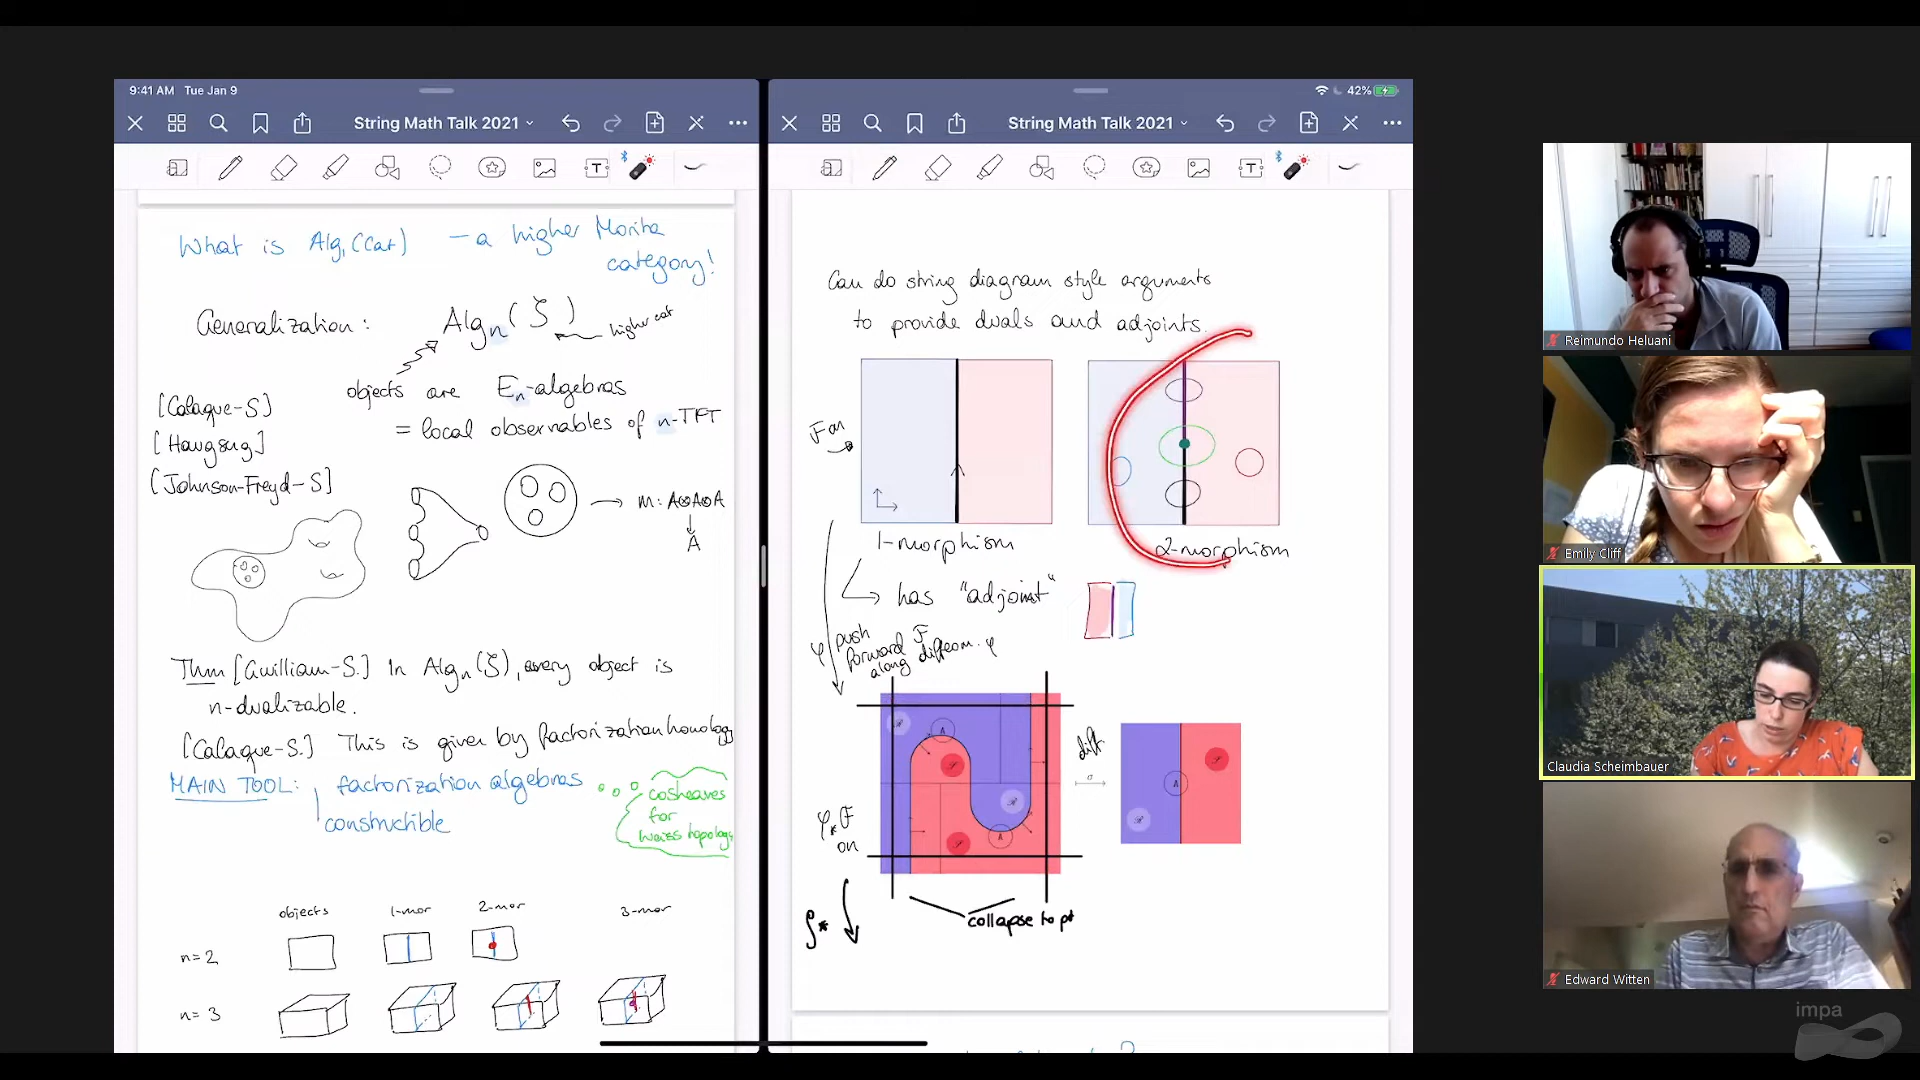 9:41 AM Tue Jan 9
String Math Talk 2021
What is Alg₁(Cat) — a higher Morita
category!
Generalization: Algₙ(ζ) ← higher cat
objects are Eₙ-algebras
= local observables of n-TFT
[Calaque-S]
[Haugseng]
[Johnson-Freyd-S]
m: A⊗A⊗A
↓
A
Thm [Gwilliam-S.] In Algₙ(ζ), every object is
n-dualizable.
[Calaque-S.] This is given by factorization homology
MAIN TOOL: factorization algebras
constructible
cosheaves
for
Weiss topology
objects 1-mor 2-mor 3-mor
n=2
n=3
42%
String Math Talk 2021
Can do string diagram style arguments
to provide duals and adjoints.
F on
1-morphism
2-morphism
has "adjoint"
φ push
forward F
along diffeom. φ
A
A
diff
σ
A
φ*F
on
collapse to pt
Reimundo Heluani
Emily Cliff
Claudia Scheimbauer
Edward Witten
impa